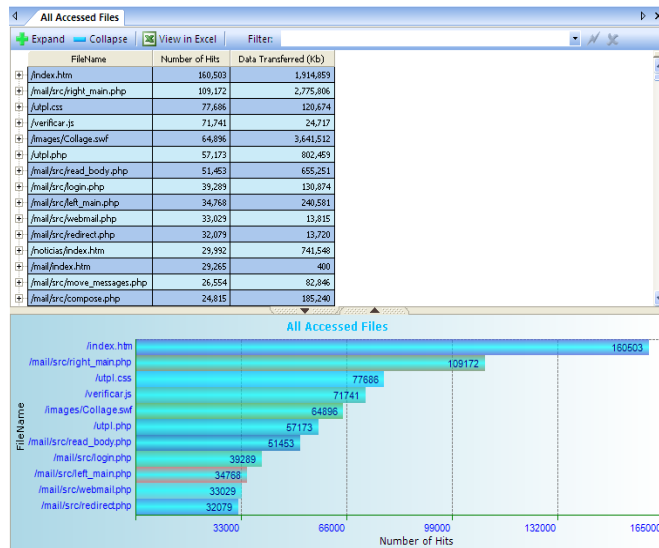 All Accessed Files
Expand Collapse View in Excel Filter:
FileName Number of Hits Data Transferred (Kb)
/index.htm 160,503 1,914,859
/mail/src/right_main.php 109,172 2,775,806
/utpl.css 77,686 120,674
/verificar.js 71,741 24,717
/images/Collage.swf 64,896 3,641,512
/utpl.php 57,173 802,459
/mail/src/read_body.php 51,453 655,251
/mail/src/login.php 39,289 130,874
/mail/src/left_main.php 34,768 240,581
/mail/src/webmail.php 33,029 13,815
/mail/src/redirect.php 32,079 13,720
/noticias/index.htm 29,992 741,548
/mail/index.htm 29,265 400
/mail/src/move_messages.php 26,554 82,846
/mail/src/compose.php 24,815 185,240
All Accessed Files
/index.htm 160503
/mail/src/right_main.php 109172
/utpl.css 77686
/verificar.js 71741
/images/Collage.swf 64896
/utpl.php 57173
/mail/src/read_body.php 51453
/mail/src/login.php 39289
/mail/src/left_main.php 34768
/mail/src/webmail.php 33029
/mail/src/redirect.php 32079
FileName
33000 66000 99000 132000 165000
Number of Hits